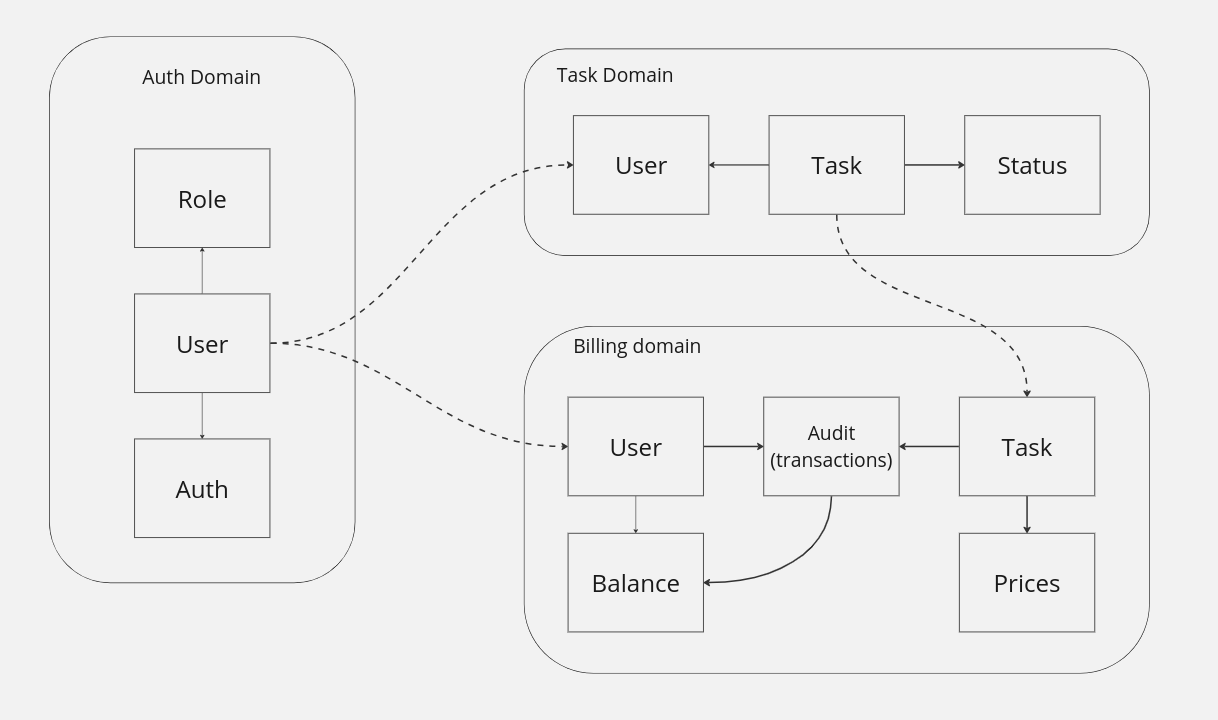 Auth Domain
Role
User
Auth
Task Domain
User
Task
Status
Billing domain
User
Audit
(transactions)
Task
Balance
Prices